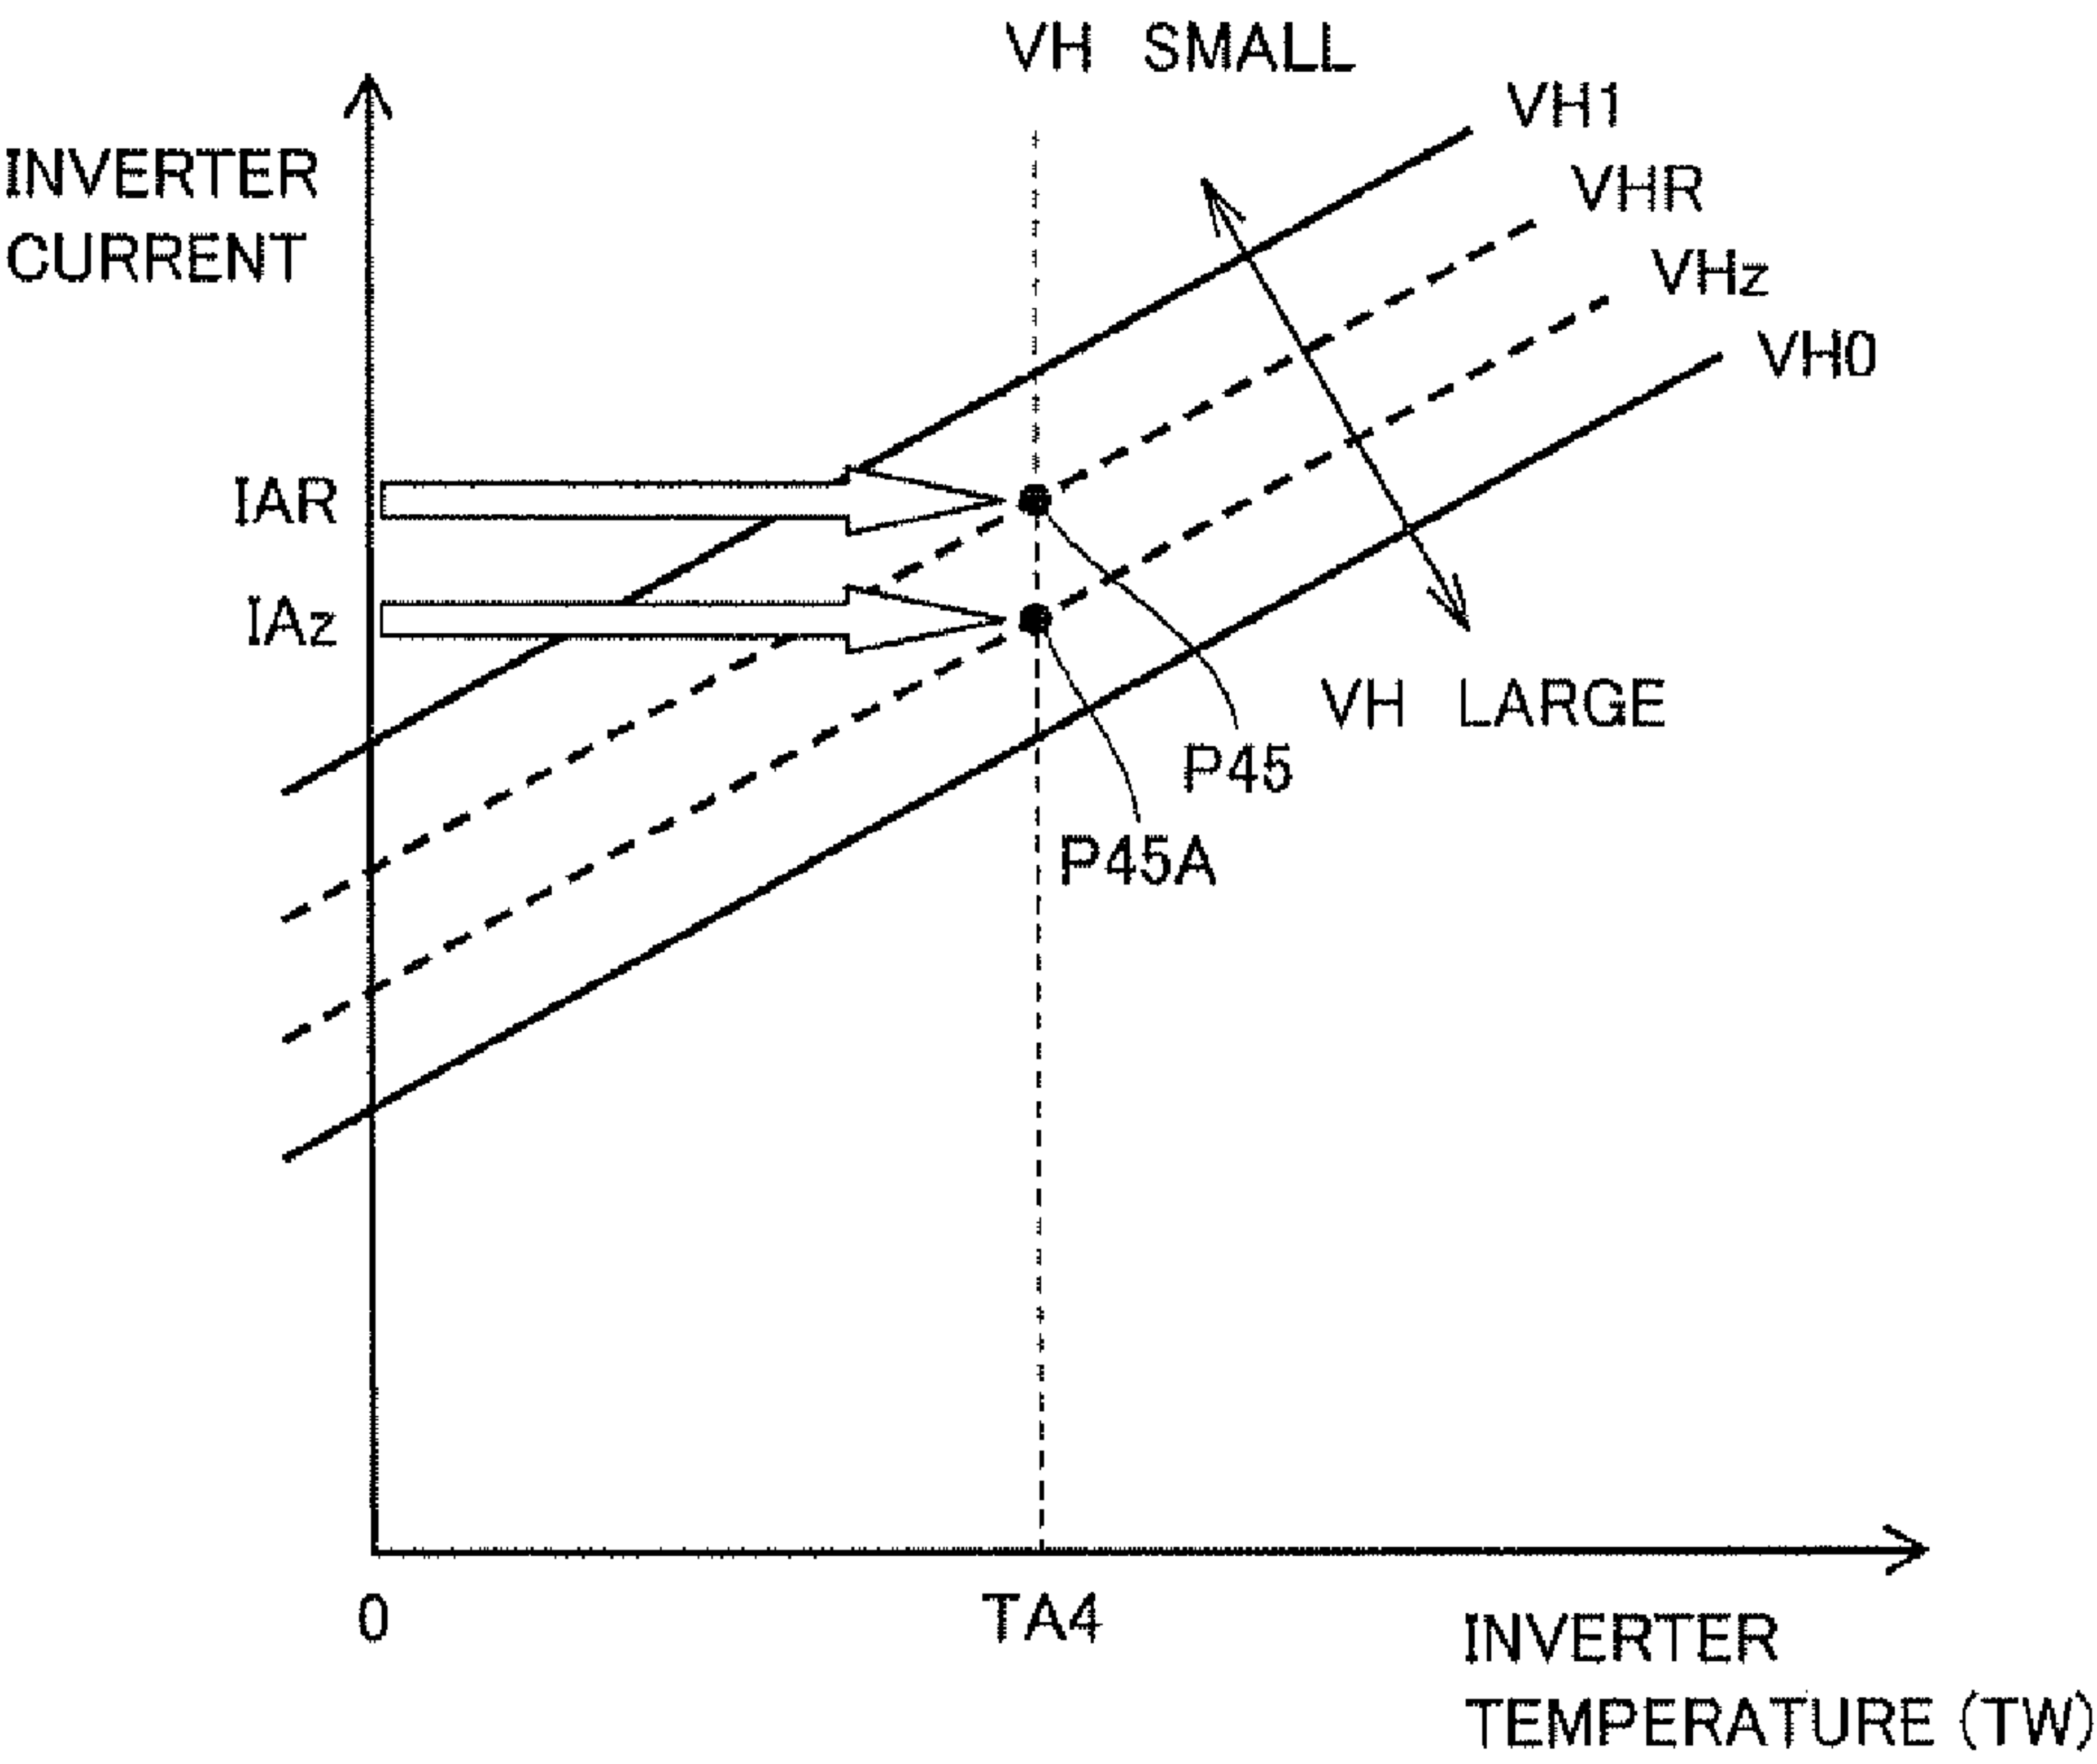 VH SMALL
VH1
INVERTER
CURRENT
VHR
VHz
VH0
IAR
IAz
VH LARGE
P45
P45A
0
TA4
INVERTER
TEMPERATURE (TW)